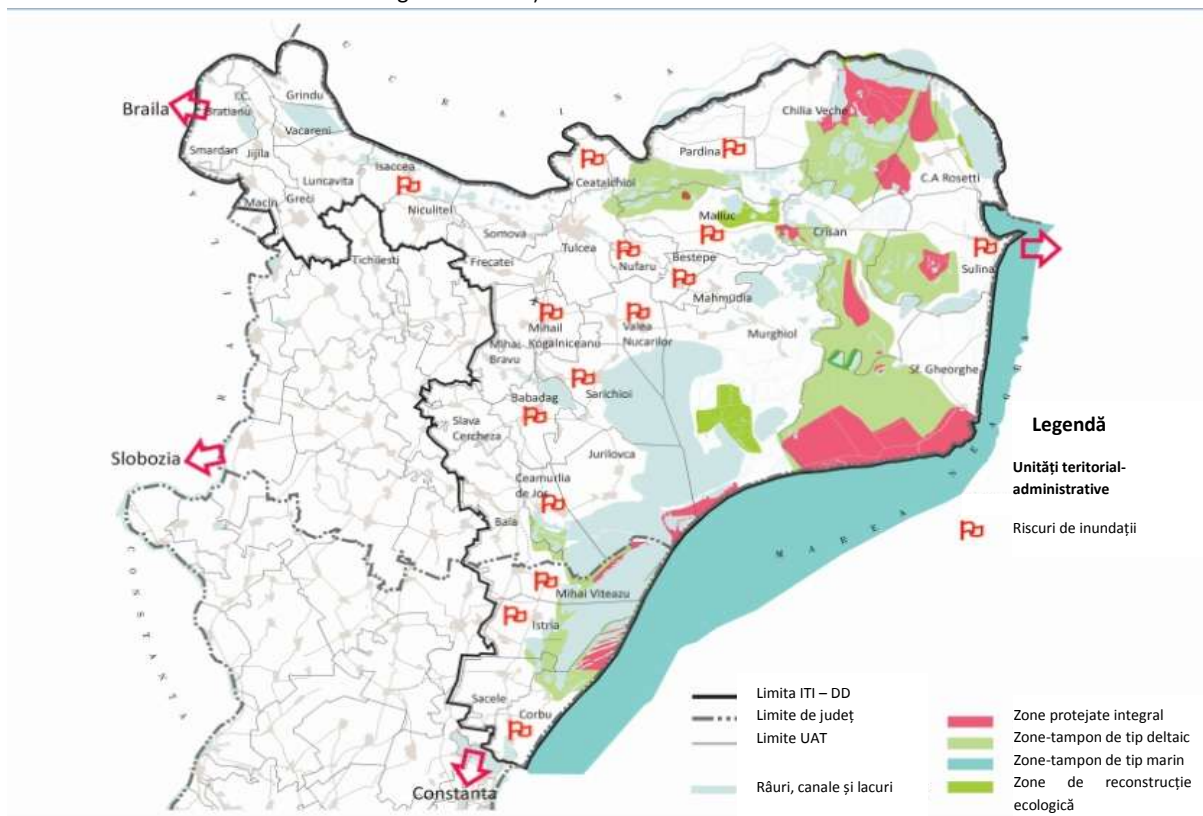 U C R A I N A
Braila
I.C.
Bratianu
Grindu
Vacareni
Smardan
Jijila
Luncavita
Isaccea
Macin
Greci
Niculitel
Somova
Tichilesti
Frecatei
Tulcea
Ceatalchioi
Pardina
Chilia Veche
C.A Rosetti
Maliuc
Crisan
Nufaru
Bestepe
Sulina
Mahmudia
Mihail
Kogalniceanu
Valea
Nucarilor
Murghiol
Mihai
Bravu
Sarichioi
Sf. Gheorghe
Babadag
Slava
Cercheza
Jurilovca
Slobozia
Ceamurlia
de Jos
Baia
M A R E A N E A G R A
C O N S T A N T A
Mihai Viteazu
Istria
Sacele
Corbu
Constanta
Legendă
Unități teritorial-
administrative
Riscuri de inundații
Limita ITI – DD
Limite de județ
Limite UAT
Râuri, canale și lacuri
Zone protejate integral
Zone-tampon de tip deltaic
Zone-tampon de tip marin
Zone de reconstrucție
ecologică